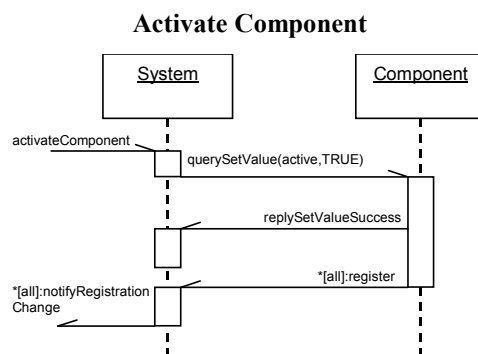 Activate Component
System
Component
activateComponent
querySetValue(active,TRUE)
replySetValueSuccess
*[all]:notifyRegistration
Change
*[all]:register